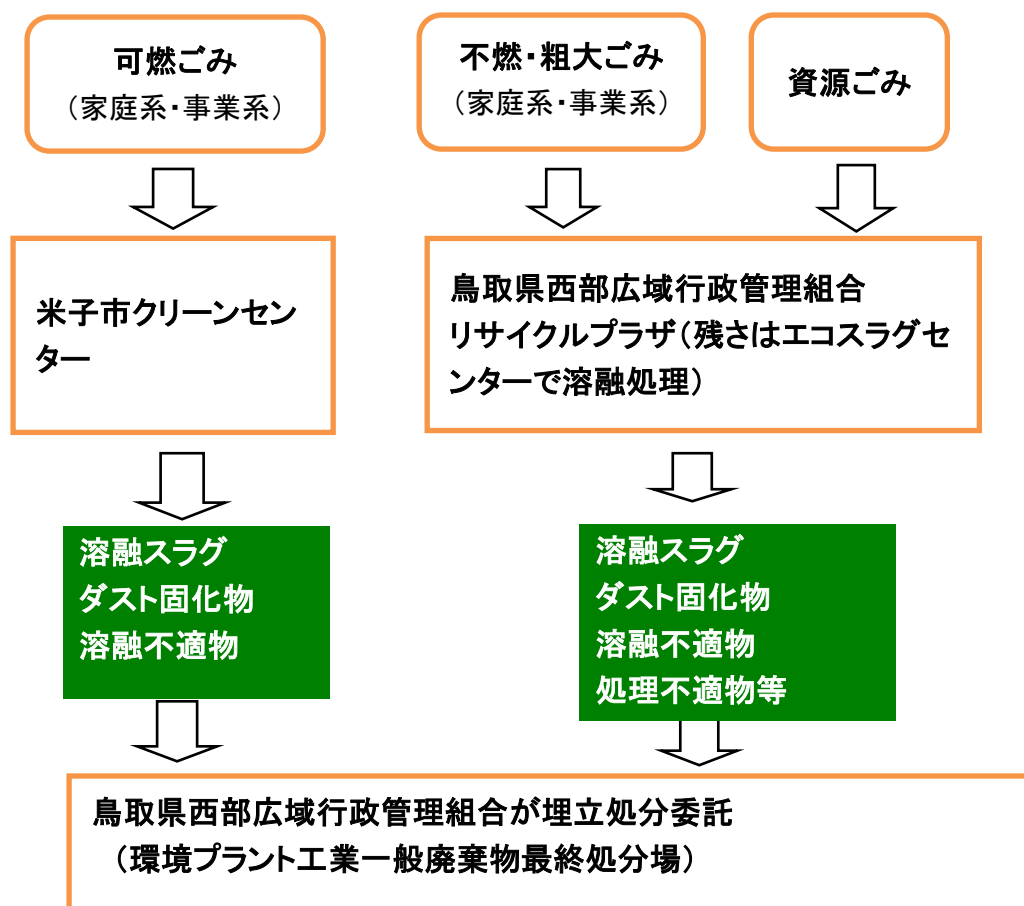 可燃ごみ
（家庭系・事業系）
不燃・粗大ごみ
（家庭系・事業系）
資源ごみ
米子市クリーンセン
ター
鳥取県西部広域行政管理組合
リサイクルプラザ（残さはエコスラグセ
ンターで溶融処理）
溶融スラグ
ダスト固化物
溶融不適物
溶融スラグ
ダスト固化物
溶融不適物
処理不適物等
鳥取県西部広域行政管理組合が埋立処分委託
（環境プラント工業一般廃棄物最終処分場）